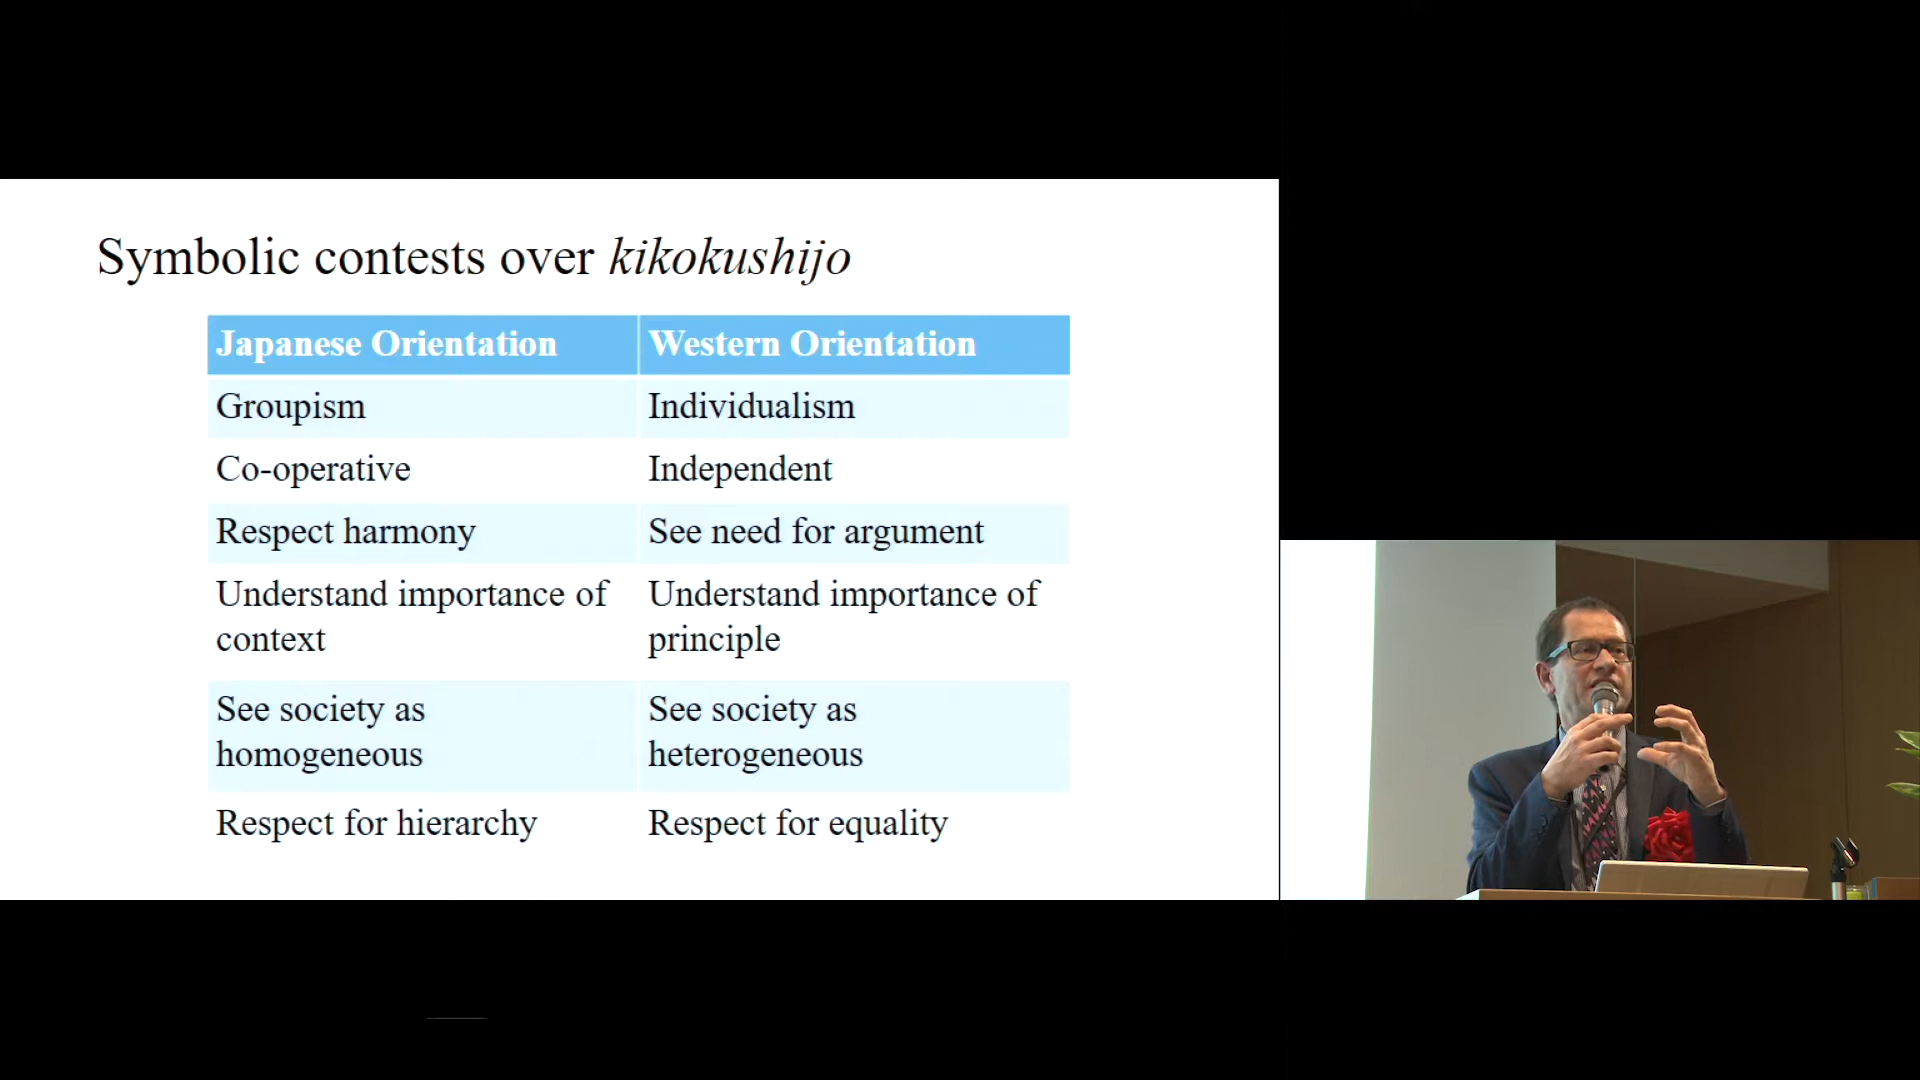 Symbolic contests over kikokushijo
Japanese Orientation
Western Orientation
Groupism
Individualism
Co-operative
Independent
Respect harmony
See need for argument
Understand importance of
context
Understand importance of
principle
See society as
homogeneous
See society as
heterogeneous
Respect for hierarchy
Respect for equality